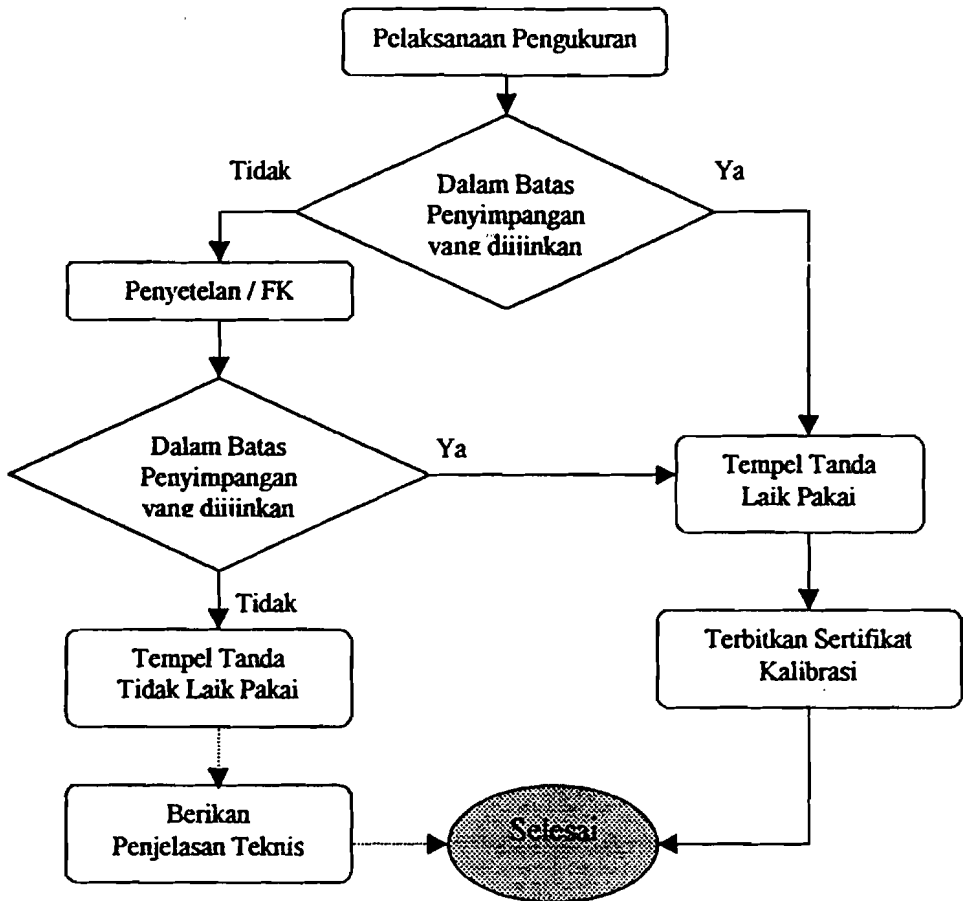 Pelaksanaan Pengukuran
Tidak
Ya
Dalam Batas
Penyimpangan
yang diijinkan
Penyetelan / FK
Dalam Batas
Penyimpangan
yang diijinkan
Ya
Tempel Tanda
Laik Pakai
Tidak
Tempel Tanda
Tidak Laik Pakai
Terbitkan Sertifikat
Kalibrasi
Berikan
Penjelasan Teknis
Selesai